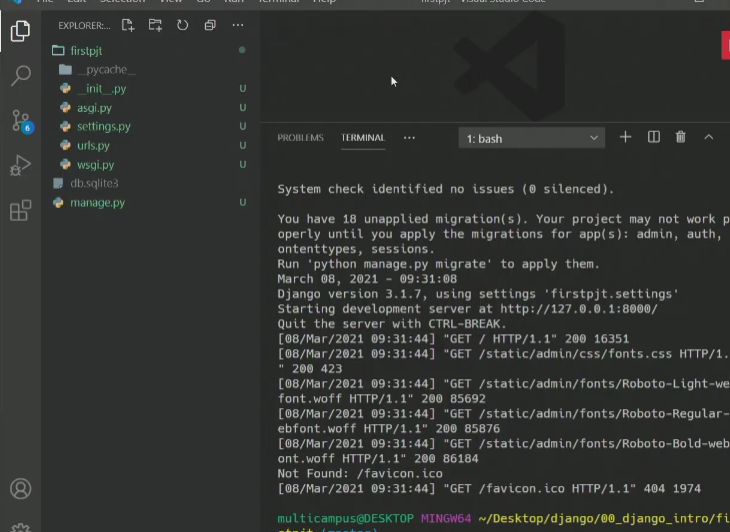 File Edit Selection View Go Run Terminal Help firstpjt - Visual Studio Code
EXPLORER:...
firstpjt
__pycache__
__init__.py U
asgi.py U
settings.py U
urls.py U
wsgi.py U
db.sqlite3
manage.py U
6
PROBLEMS TERMINAL ... 1: bash
System check identified no issues (0 silenced).
You have 18 unapplied migration(s). Your project may not work p
operly until you apply the migrations for app(s): admin, auth,
ontenttypes, sessions.
Run 'python manage.py migrate' to apply them.
March 08, 2021 - 09:31:08
Django version 3.1.7, using settings 'firstpjt.settings'
Starting development server at http://127.0.0.1:8000/
Quit the server with CTRL-BREAK.
[08/Mar/2021 09:31:44] "GET / HTTP/1.1" 200 16351
[08/Mar/2021 09:31:44] "GET /static/admin/css/fonts.css HTTP/1.
" 200 423
[08/Mar/2021 09:31:44] "GET /static/admin/fonts/Roboto-Light-we
font.woff HTTP/1.1" 200 85692
[08/Mar/2021 09:31:44] "GET /static/admin/fonts/Roboto-Regular-
ebfont.woff HTTP/1.1" 200 85876
[08/Mar/2021 09:31:44] "GET /static/admin/fonts/Roboto-Bold-web
ont.woff HTTP/1.1" 200 86184
Not Found: /favicon.ico
[08/Mar/2021 09:31:44] "GET /favicon.ico HTTP/1.1" 404 1974
multicampus@DESKTOP MINGW64 ~/Desktop/django/00_django_intro/fi
stpjt (master)